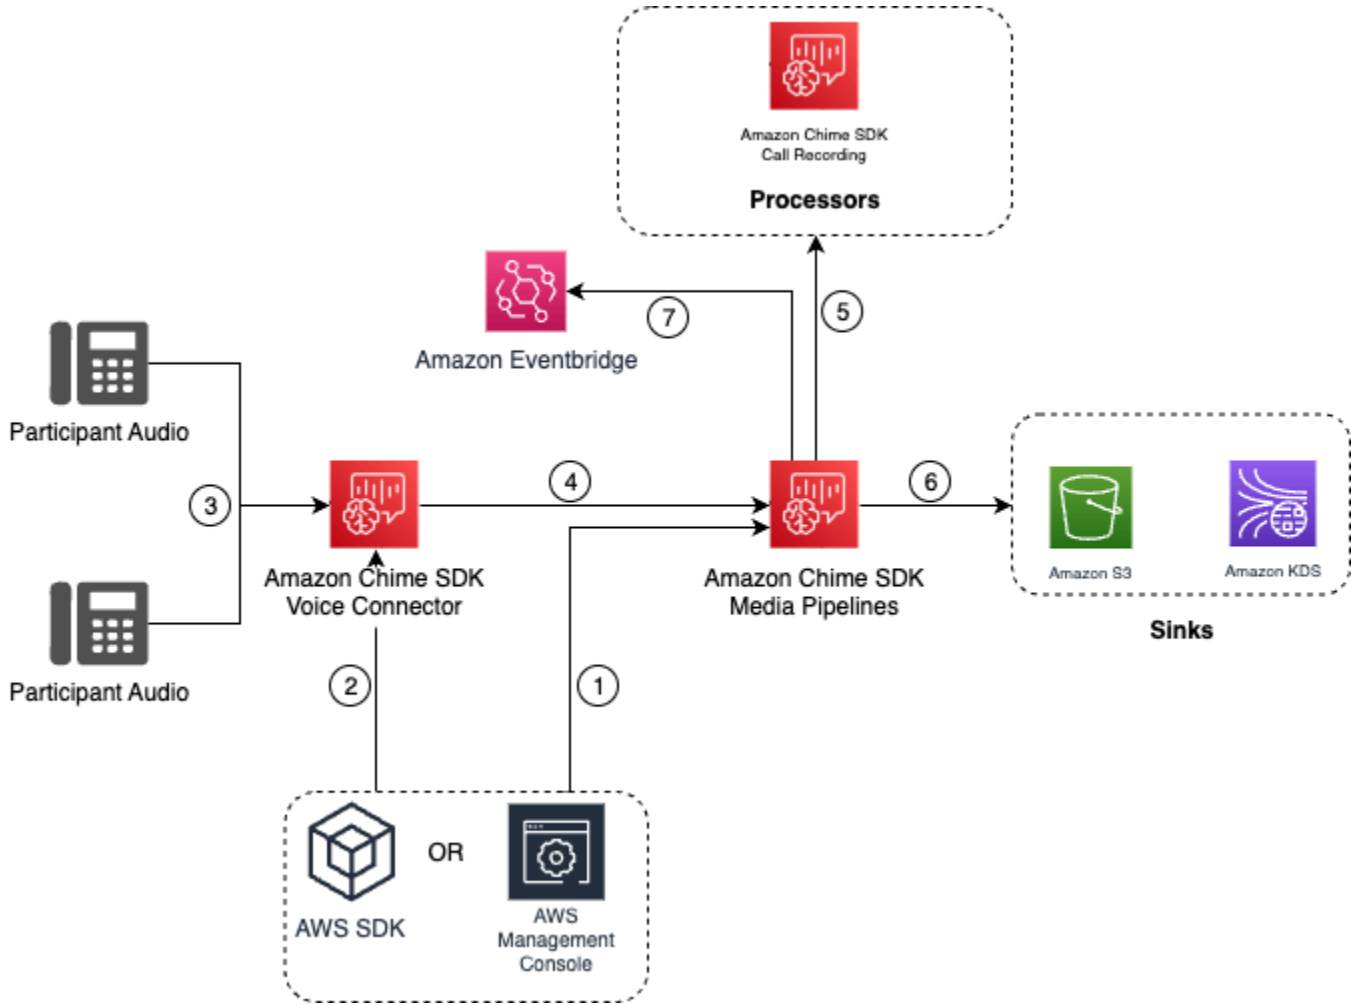 Amazon Chime SDK
Call Recording
Processors
7
5
Amazon Eventbridge
Participant Audio
3
4
6
Amazon Chime SDK
Voice Connector
Amazon Chime SDK
Media Pipelines
Amazon S3
Amazon KDS
Sinks
Participant Audio
2
1
OR
AWS SDK
AWS
Management
Console